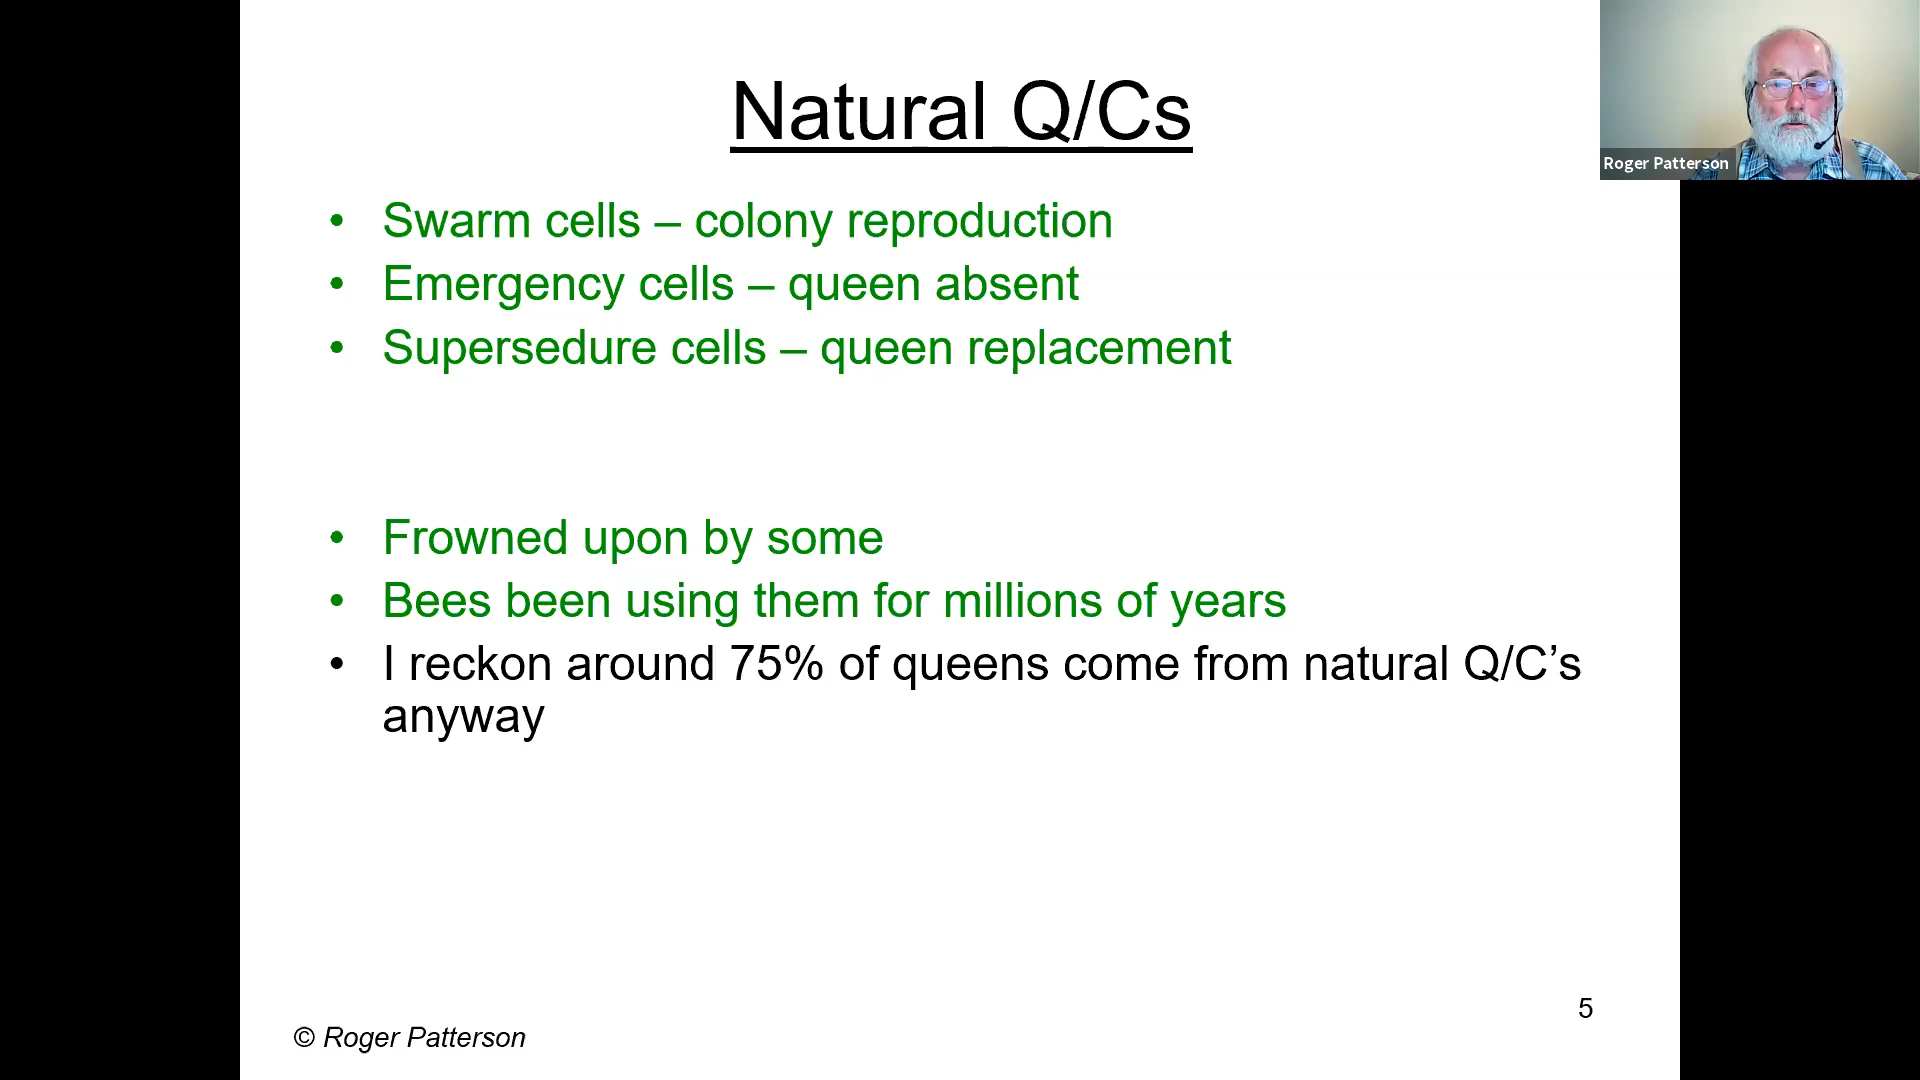 Natural Q/Cs
Roger Patterson
• Swarm cells – colony reproduction
• Emergency cells – queen absent
• Supersedure cells – queen replacement
• Frowned upon by some
• Bees been using them for millions of years
• I reckon around 75% of queens come from natural Q/C’s
anyway
5
© Roger Patterson